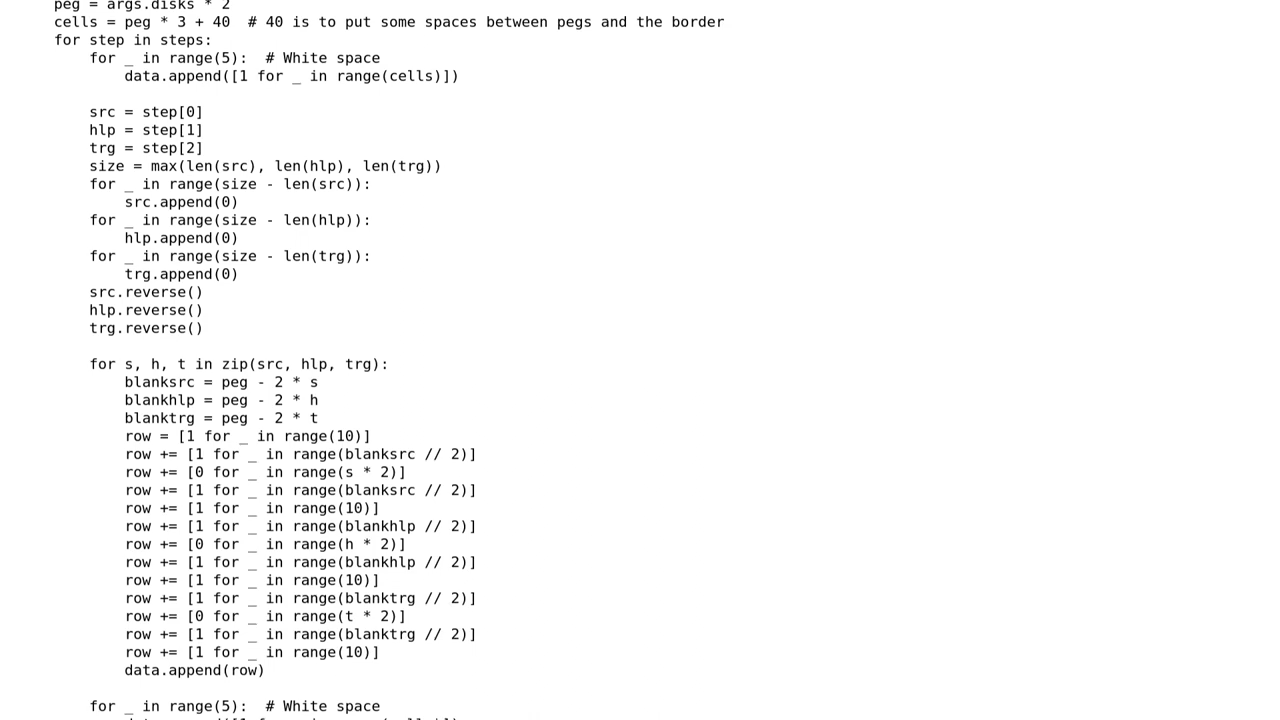 peg = args.disks * 2
cells = peg * 3 + 40  # 40 is to put some spaces between pegs and the border
for step in steps:
    for _ in range(5):  # White space
        data.append([1 for _ in range(cells)])

    src = step[0]
    hlp = step[1]
    trg = step[2]
    size = max(len(src), len(hlp), len(trg))
    for _ in range(size - len(src)):
        src.append(0)
    for _ in range(size - len(hlp)):
        hlp.append(0)
    for _ in range(size - len(trg)):
        trg.append(0)
    src.reverse()
    hlp.reverse()
    trg.reverse()

    for s, h, t in zip(src, hlp, trg):
        blanksrc = peg - 2 * s
        blankhlp = peg - 2 * h
        blanktrg = peg - 2 * t
        row = [1 for _ in range(10)]
        row += [1 for _ in range(blanksrc // 2)]
        row += [0 for _ in range(s * 2)]
        row += [1 for _ in range(blanksrc // 2)]
        row += [1 for _ in range(10)]
        row += [1 for _ in range(blankhlp // 2)]
        row += [0 for _ in range(h * 2)]
        row += [1 for _ in range(blankhlp // 2)]
        row += [1 for _ in range(10)]
        row += [1 for _ in range(blanktrg // 2)]
        row += [0 for _ in range(t * 2)]
        row += [1 for _ in range(blanktrg // 2)]
        row += [1 for _ in range(10)]
        data.append(row)

    for _ in range(5):  # White space